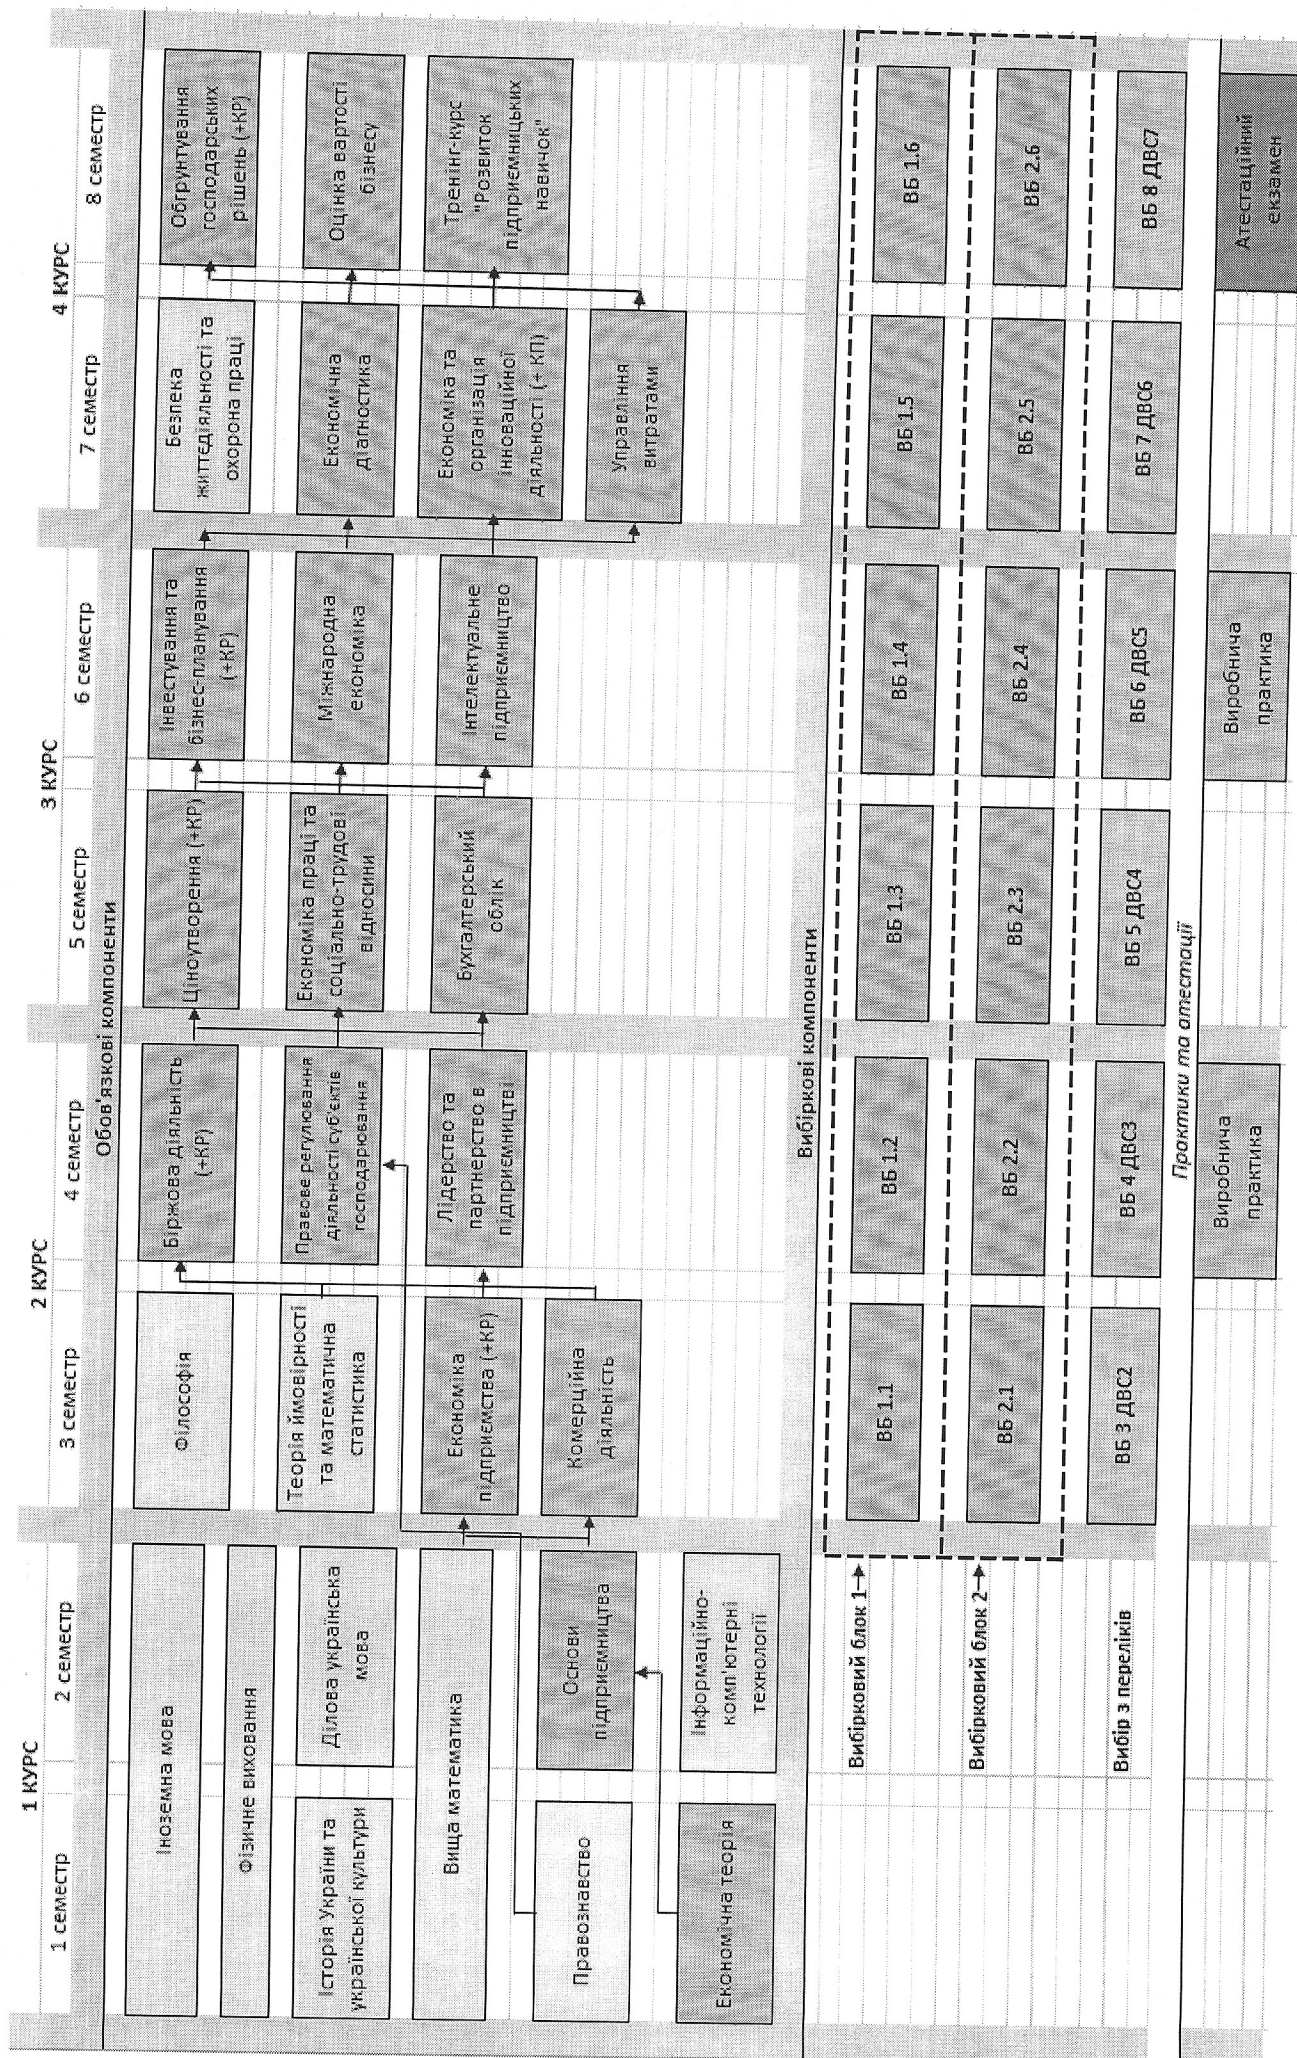 1 КУРС
2 КУРС
3 КУРС
4 КУРС
1 семестр
2 семестр
3 семестр
4 семестр
5 семестр
6 семестр
7 семестр
8 семестр
Обов'язкові компоненти
Іноземна мова
Фізичне виховання
Історія України та
української культури
Ділова українська
мова
Вища математика
Правознавство
Основи
підприємництва
Економічна теорія
Інформаційно-
комп'ютерні
технології
Філософія
Теорія ймовірності
та математична
статистика
Економіка
підприємства (+КР)
Комерційна
діяльність
Біржова діяльність
(+КР)
Правове регулювання
діяльності суб'єктів
господарювання
Лідерство та
партнерство в
підприємництві
Ціноутворення (+КР)
Економіка праці та
соціально-трудові
відносини
Бухгалтерський
облік
Інвестування та
бізнес-планування
(+КР)
Міжнародна
економіка
Інтелектуальне
підприємництво
Безпека
життєдіяльності та
охорона праці
Економічна
діагностика
Економіка та
організація
інноваційної
діяльності (+ КП)
Управління
витратами
Обґрунтування
господарських
рішень (+КР)
Оцінка вартості
бізнесу
Тренінг-курс
"Розвиток
підприємницьких
навичок"
Вибіркові компоненти
Вибірковий блок 1
ВБ 1.1
ВБ 1.2
ВБ 1.3
ВБ 1.4
ВБ 1.5
ВБ 1.6
Вибірковий блок 2
ВБ 2.1
ВБ 2.2
ВБ 2.3
ВБ 2.4
ВБ 2.5
ВБ 2.6
Вибір з переліків
ВБ 3 ДВС2
ВБ 4 ДВС3
ВБ 5 ДВС4
ВБ 6 ДВС5
ВБ 7 ДВС6
ВБ 8 ДВС7
Практики та атестації
Виробнича
практика
Виробнича
практика
Атестаційний
екзамен